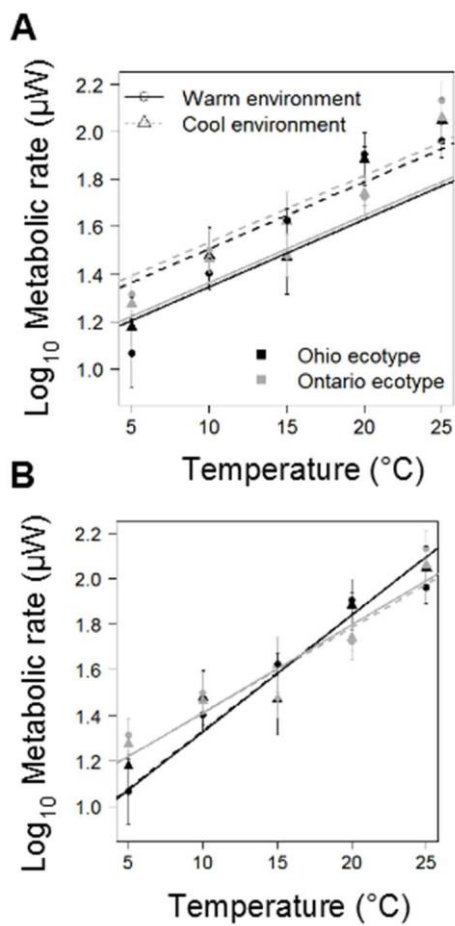 A
Log10 Metabolic rate (µW)
2.2
2.0
1.8
1.6
1.4
1.2
1.0
Warm environment
Cool environment
Ohio ecotype
Ontario ecotype
5 10 15 20 25
Temperature (°C)
B
Log10 Metabolic rate (µW)
2.2
2.0
1.8
1.6
1.4
1.2
1.0
5 10 15 20 25
Temperature (°C)